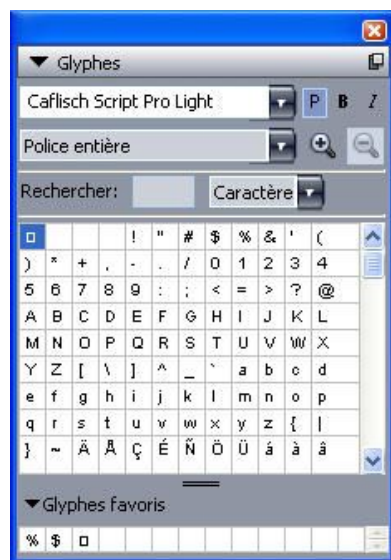 Glyphes
Caflisch Script Pro Light P B I
Police entière
Rechercher: Caractère
¤ ! " # $ % & ' (
) * + , - . / 0 1 2 3 4
5 6 7 8 9 : ; < = > ? @
A B C D E F G H I J K L
M N O P Q R S T U V W X
Y Z [ \ ] ^ _ ` a b c d
e f g h i j k l m n o p
q r s t u v w x y z { |
} ~ Ä Å Ç É Ñ Ö Ü á à â
Glyphes favoris
% $ ¤